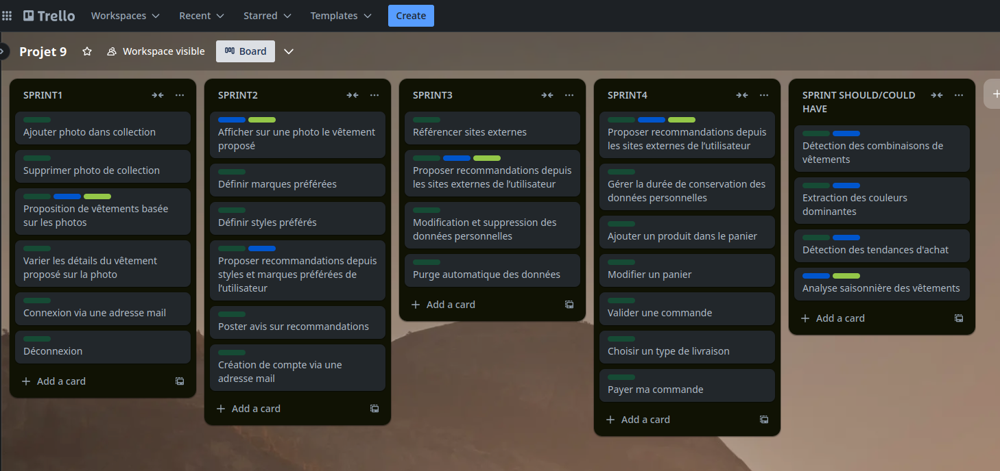 Trello Workspaces Recent Starred Templates Create
Projet 9 Workspace visible Board
SPRINT1
Ajouter photo dans collection
Supprimer photo de collection
Proposition de vêtements basée
sur les photos
Varier les détails du vêtement
proposé sur la photo
Connexion via une adresse mail
Déconnexion
+ Add a card
SPRINT2
Afficher sur une photo le vêtement
proposé
Définir marques préférées
Définir styles préférés
Proposer recommandations depuis
styles et marques préférées de
l’utilisateur
Poster avis sur recommandations
Création de compte via une
adresse mail
+ Add a card
SPRINT3
Référencer sites externes
Proposer recommandations depuis
les sites externes de l’utilisateur
Modification et suppression des
données personnelles
Purge automatique des données
+ Add a card
SPRINT4
Proposer recommandations depuis
les sites externes de l’utilisateur
Gérer la durée de conservation des
données personnelles
Ajouter un produit dans le panier
Modifier un panier
Valider une commande
Choisir un type de livraison
Payer ma commande
+ Add a card
SPRINT SHOULD/COULD
HAVE
Détection des combinaisons de
vêtements
Extraction des couleurs
dominantes
Détection des tendances d'achat
Analyse saisonnière des vêtements
+ Add a card